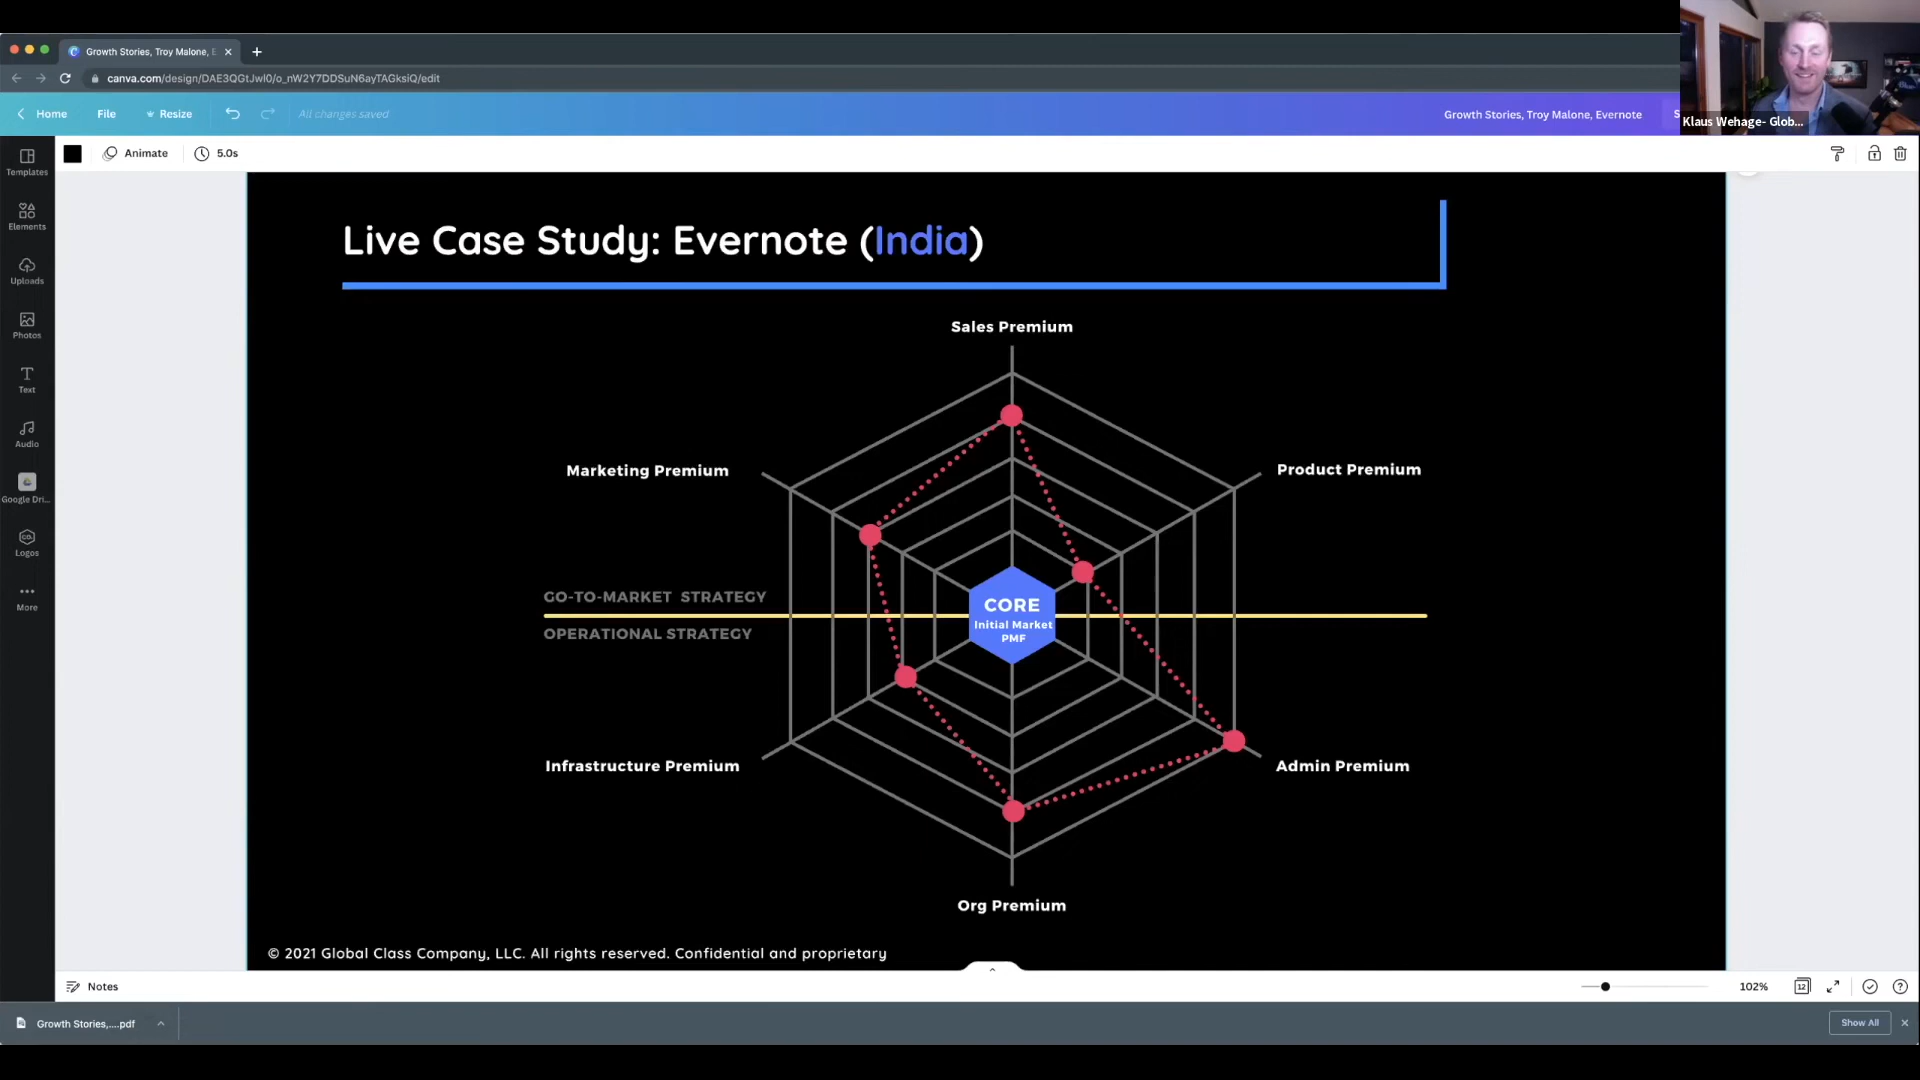 Growth Stories, Troy Malone, E
canva.com/design/DAE3QGtJwI0/o_nW2Y7DDSuN6ayTAGksiQ/edit
Home
File
Resize
All changes saved
Growth Stories, Troy Malone, Evernote
S
Klaus Wehage- Glob...
Animate
5.0s
Templates
Elements
Uploads
Photos
Text
Audio
Google Dri...
CO.
Logos
More
Live Case Study: Evernote (India)
Sales Premium
Marketing Premium
Product Premium
GO-TO-MARKET STRATEGY
OPERATIONAL STRATEGY
CORE
Initial Market
PMF
Infrastructure Premium
Admin Premium
Org Premium
© 2021 Global Class Company, LLC. All rights reserved. Confidential and proprietary
Notes
102%
12
Growth Stories,....pdf
Show All